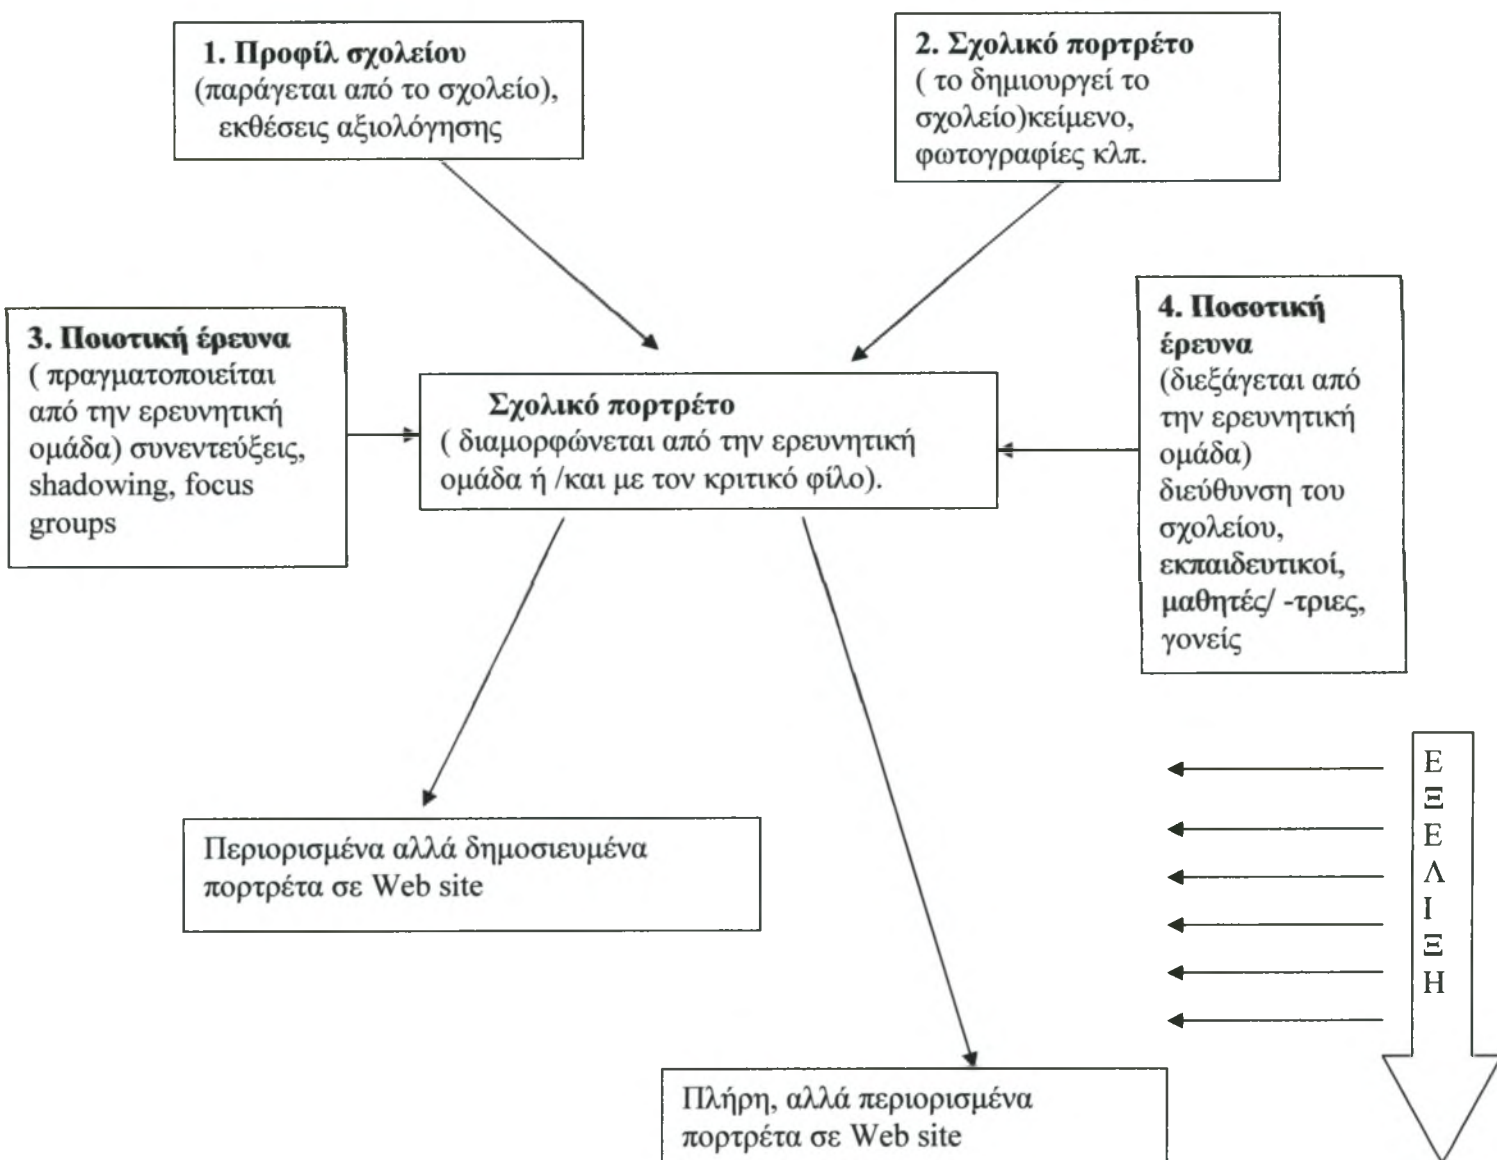 1. Προφίλ σχολείου
(παράγεται από το σχολείο),
εκθέσεις αξιολόγησης
2. Σχολικό πορτρέτο
( το δημιουργεί το
σχολείο)κείμενο,
φωτογραφίες κλπ.
3. Ποιοτική έρευνα
( πραγματοποιείται
από την ερευνητική
ομάδα) συνεντεύξεις,
shadowing, focus
groups
Σχολικό πορτρέτο
( διαμορφώνεται από την ερευνητική
ομάδα ή /και με τον κριτικό φίλο).
4. Ποσοτική
έρευνα
(διεξάγεται από
την ερευνητική
ομάδα)
διεύθυνση του
σχολείου,
εκπαιδευτικοί,
μαθητές/ -τριες,
γονείς
Περιορισμένα αλλά δημοσιευμένα
πορτρέτα σε Web site
Ε
Ξ
Ε
Λ
Ι
Ξ
Η
Πλήρη, αλλά περιορισμένα
πορτρέτα σε Web site